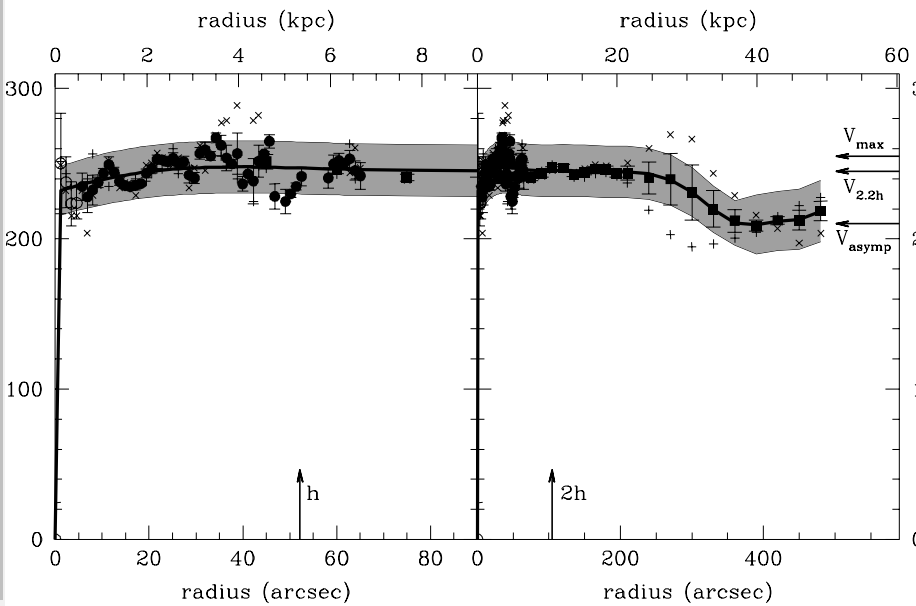 radius (kpc) radius (kpc)
0 2 4 6 8 0 20 40 60
300
200
100
0
V_max
V_2.2h
V_asymp
h
2h
0 20 40 60 80 0 200 400
radius (arcsec) radius (arcsec)